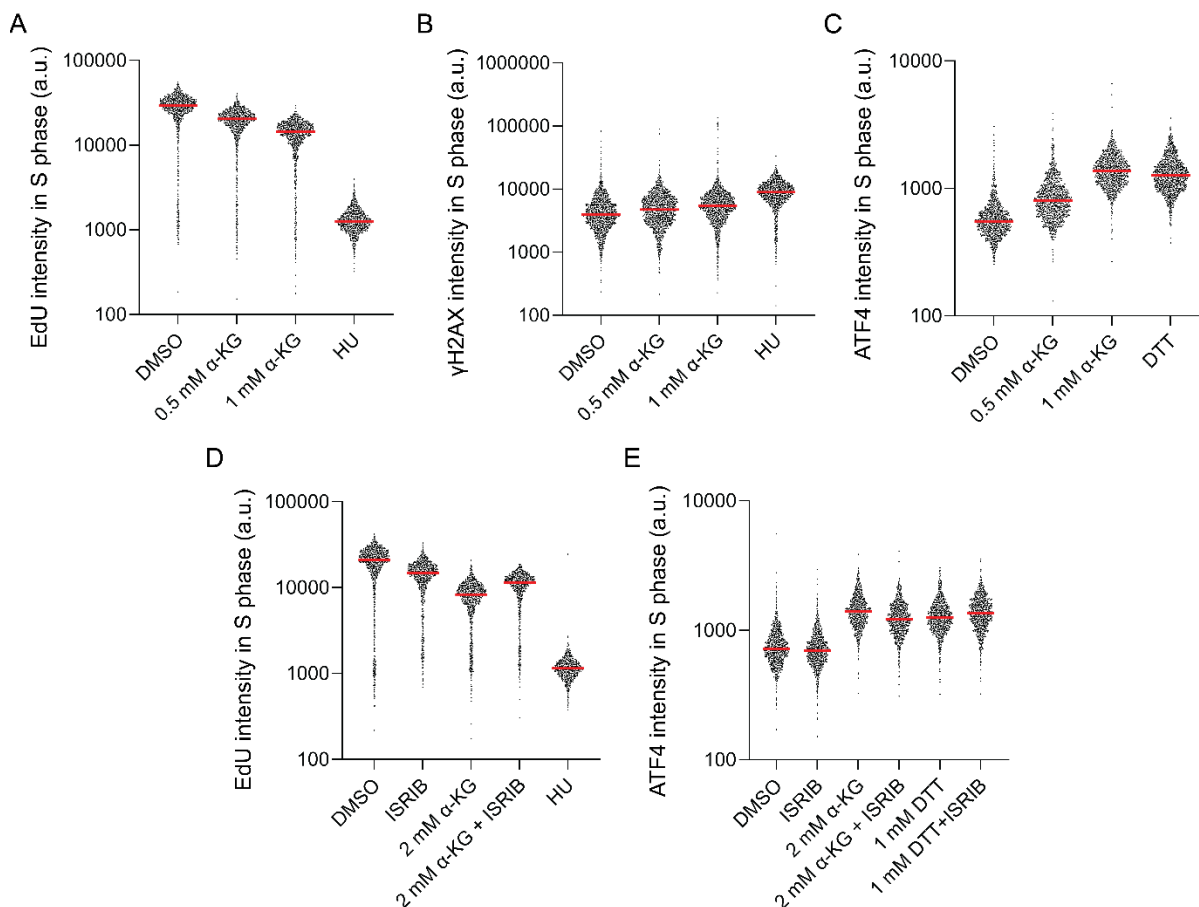 A
EdU intensity in S phase (a.u.)
100000
10000
1000
100
DMSO
0.5 mM α-KG
1 mM α-KG
HU
B
γH2AX intensity in S phase (a.u.)
1000000
100000
10000
1000
100
DMSO
0.5 mM α-KG
1 mM α-KG
HU
C
ATF4 intensity in S phase (a.u.)
10000
1000
100
DMSO
0.5 mM α-KG
1 mM α-KG
DTT
D
EdU intensity in S phase (a.u.)
100000
10000
1000
100
DMSO
ISRIB
2 mM α-KG
2 mM α-KG + ISRIB
HU
E
ATF4 intensity in S phase (a.u.)
10000
1000
100
DMSO
ISRIB
2 mM α-KG
2 mM α-KG + ISRIB
1 mM DTT
1 mM DTT+ISRIB